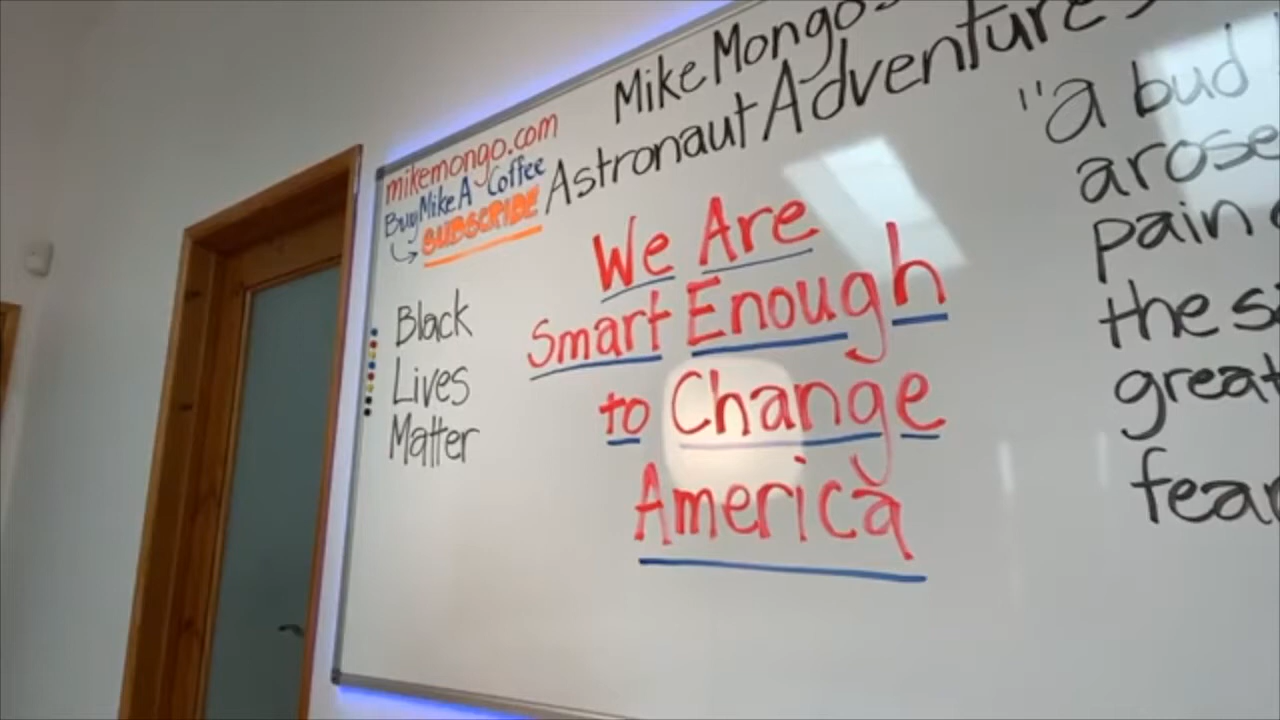 Mike Mongo's
Astronaut Adventures
mikemongo.com
Buy Mike A Coffee
SUBSCRIBE
Black
Lives
Matter
We Are
Smart Enough
to Change
America
"a bud
arose
pain
the
great
fear